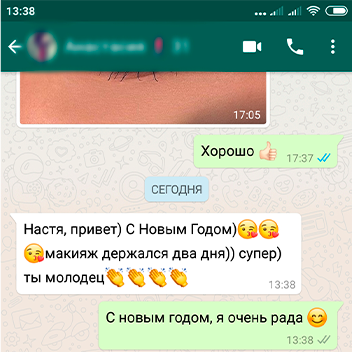 13:38
17:05
Хорошо 👍🏻
17:37
СЕГОДНЯ
Настя, привет) С Новым Годом)😘😘
😘макияж держался два дня)) супер)
ты молодец👏👏👏👏
13:38
С новым годом, я очень рада 😊
13:38